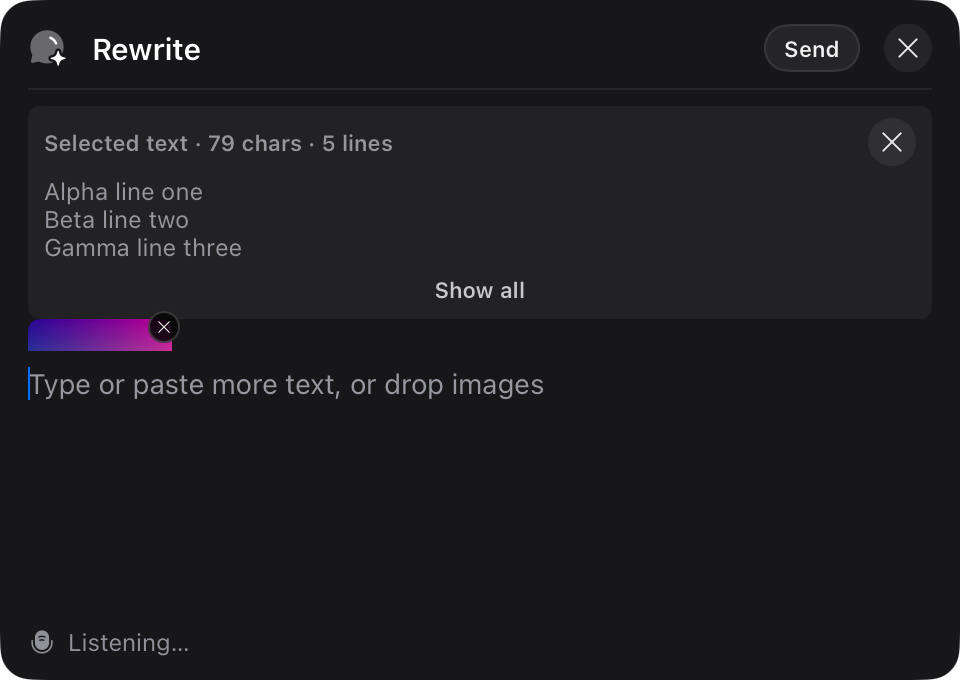 Rewrite
Send
Selected text · 79 chars · 5 lines
Alpha line one
Beta line two
Gamma line three
Show all
Type or paste more text, or drop images
Listening...